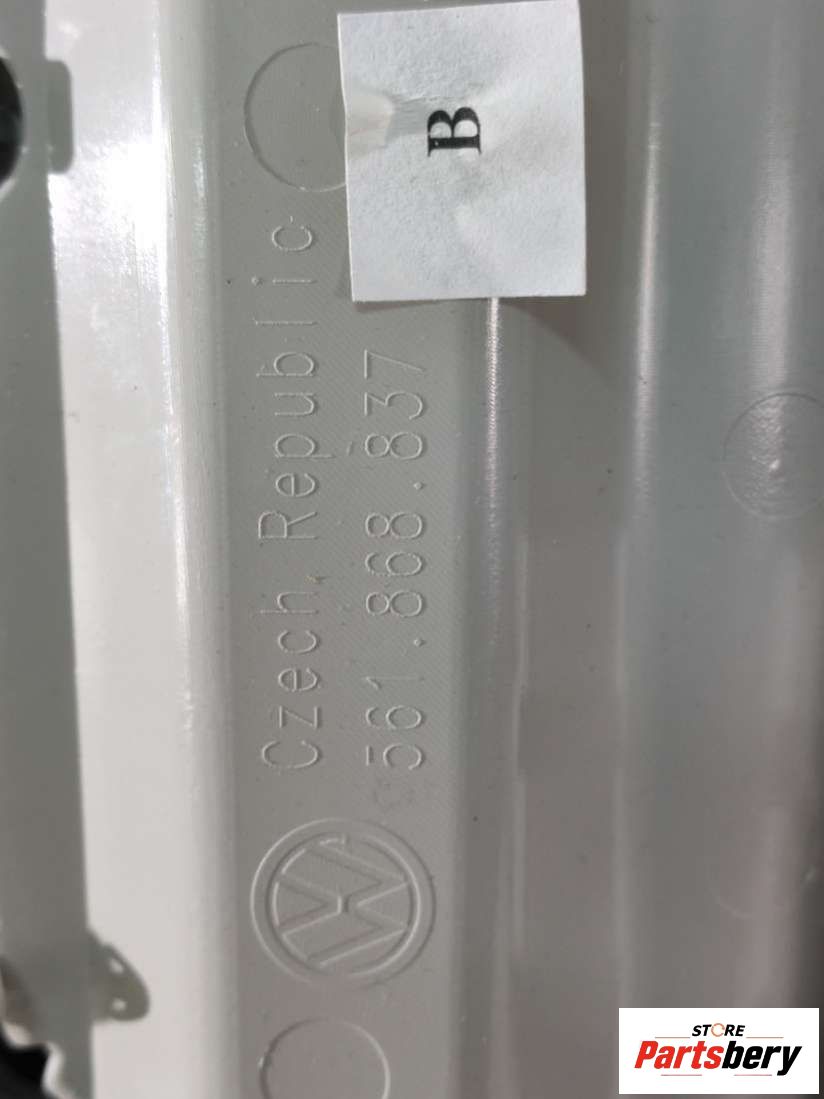 B
Czech Republic
561.868.837
STORE
Partsbery